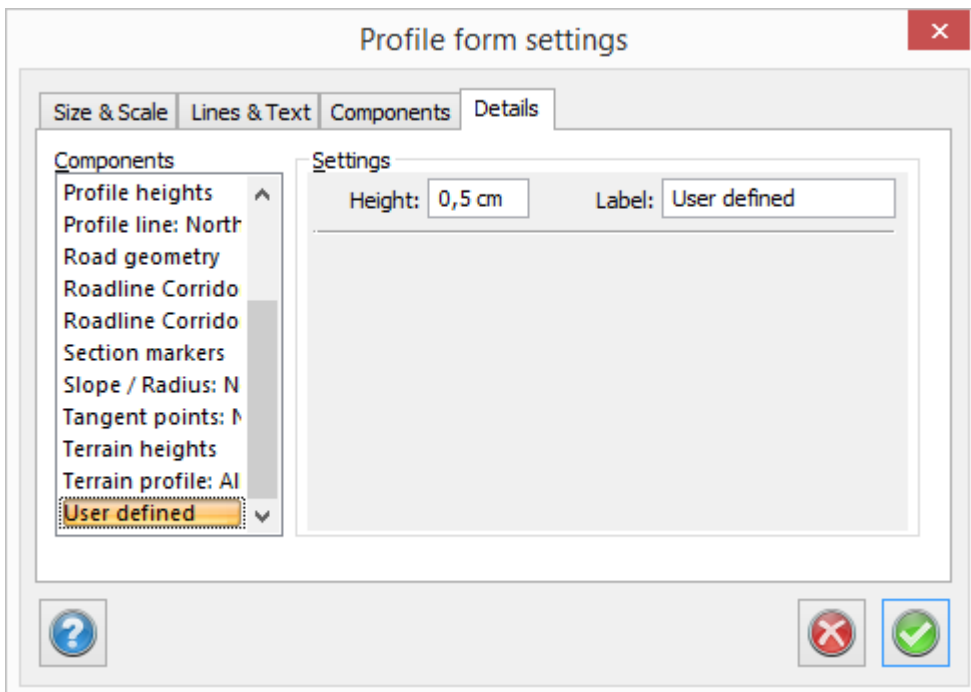 Profile form settings
Size & Scale
Lines & Text
Components
Details
Components
Profile heights
Profile line: North
Road geometry
Roadline Corrido
Roadline Corrido
Section markers
Slope / Radius: N
Tangent points: N
Terrain heights
Terrain profile: Al
User defined
Settings
Height: 0,5 cm
Label: User defined